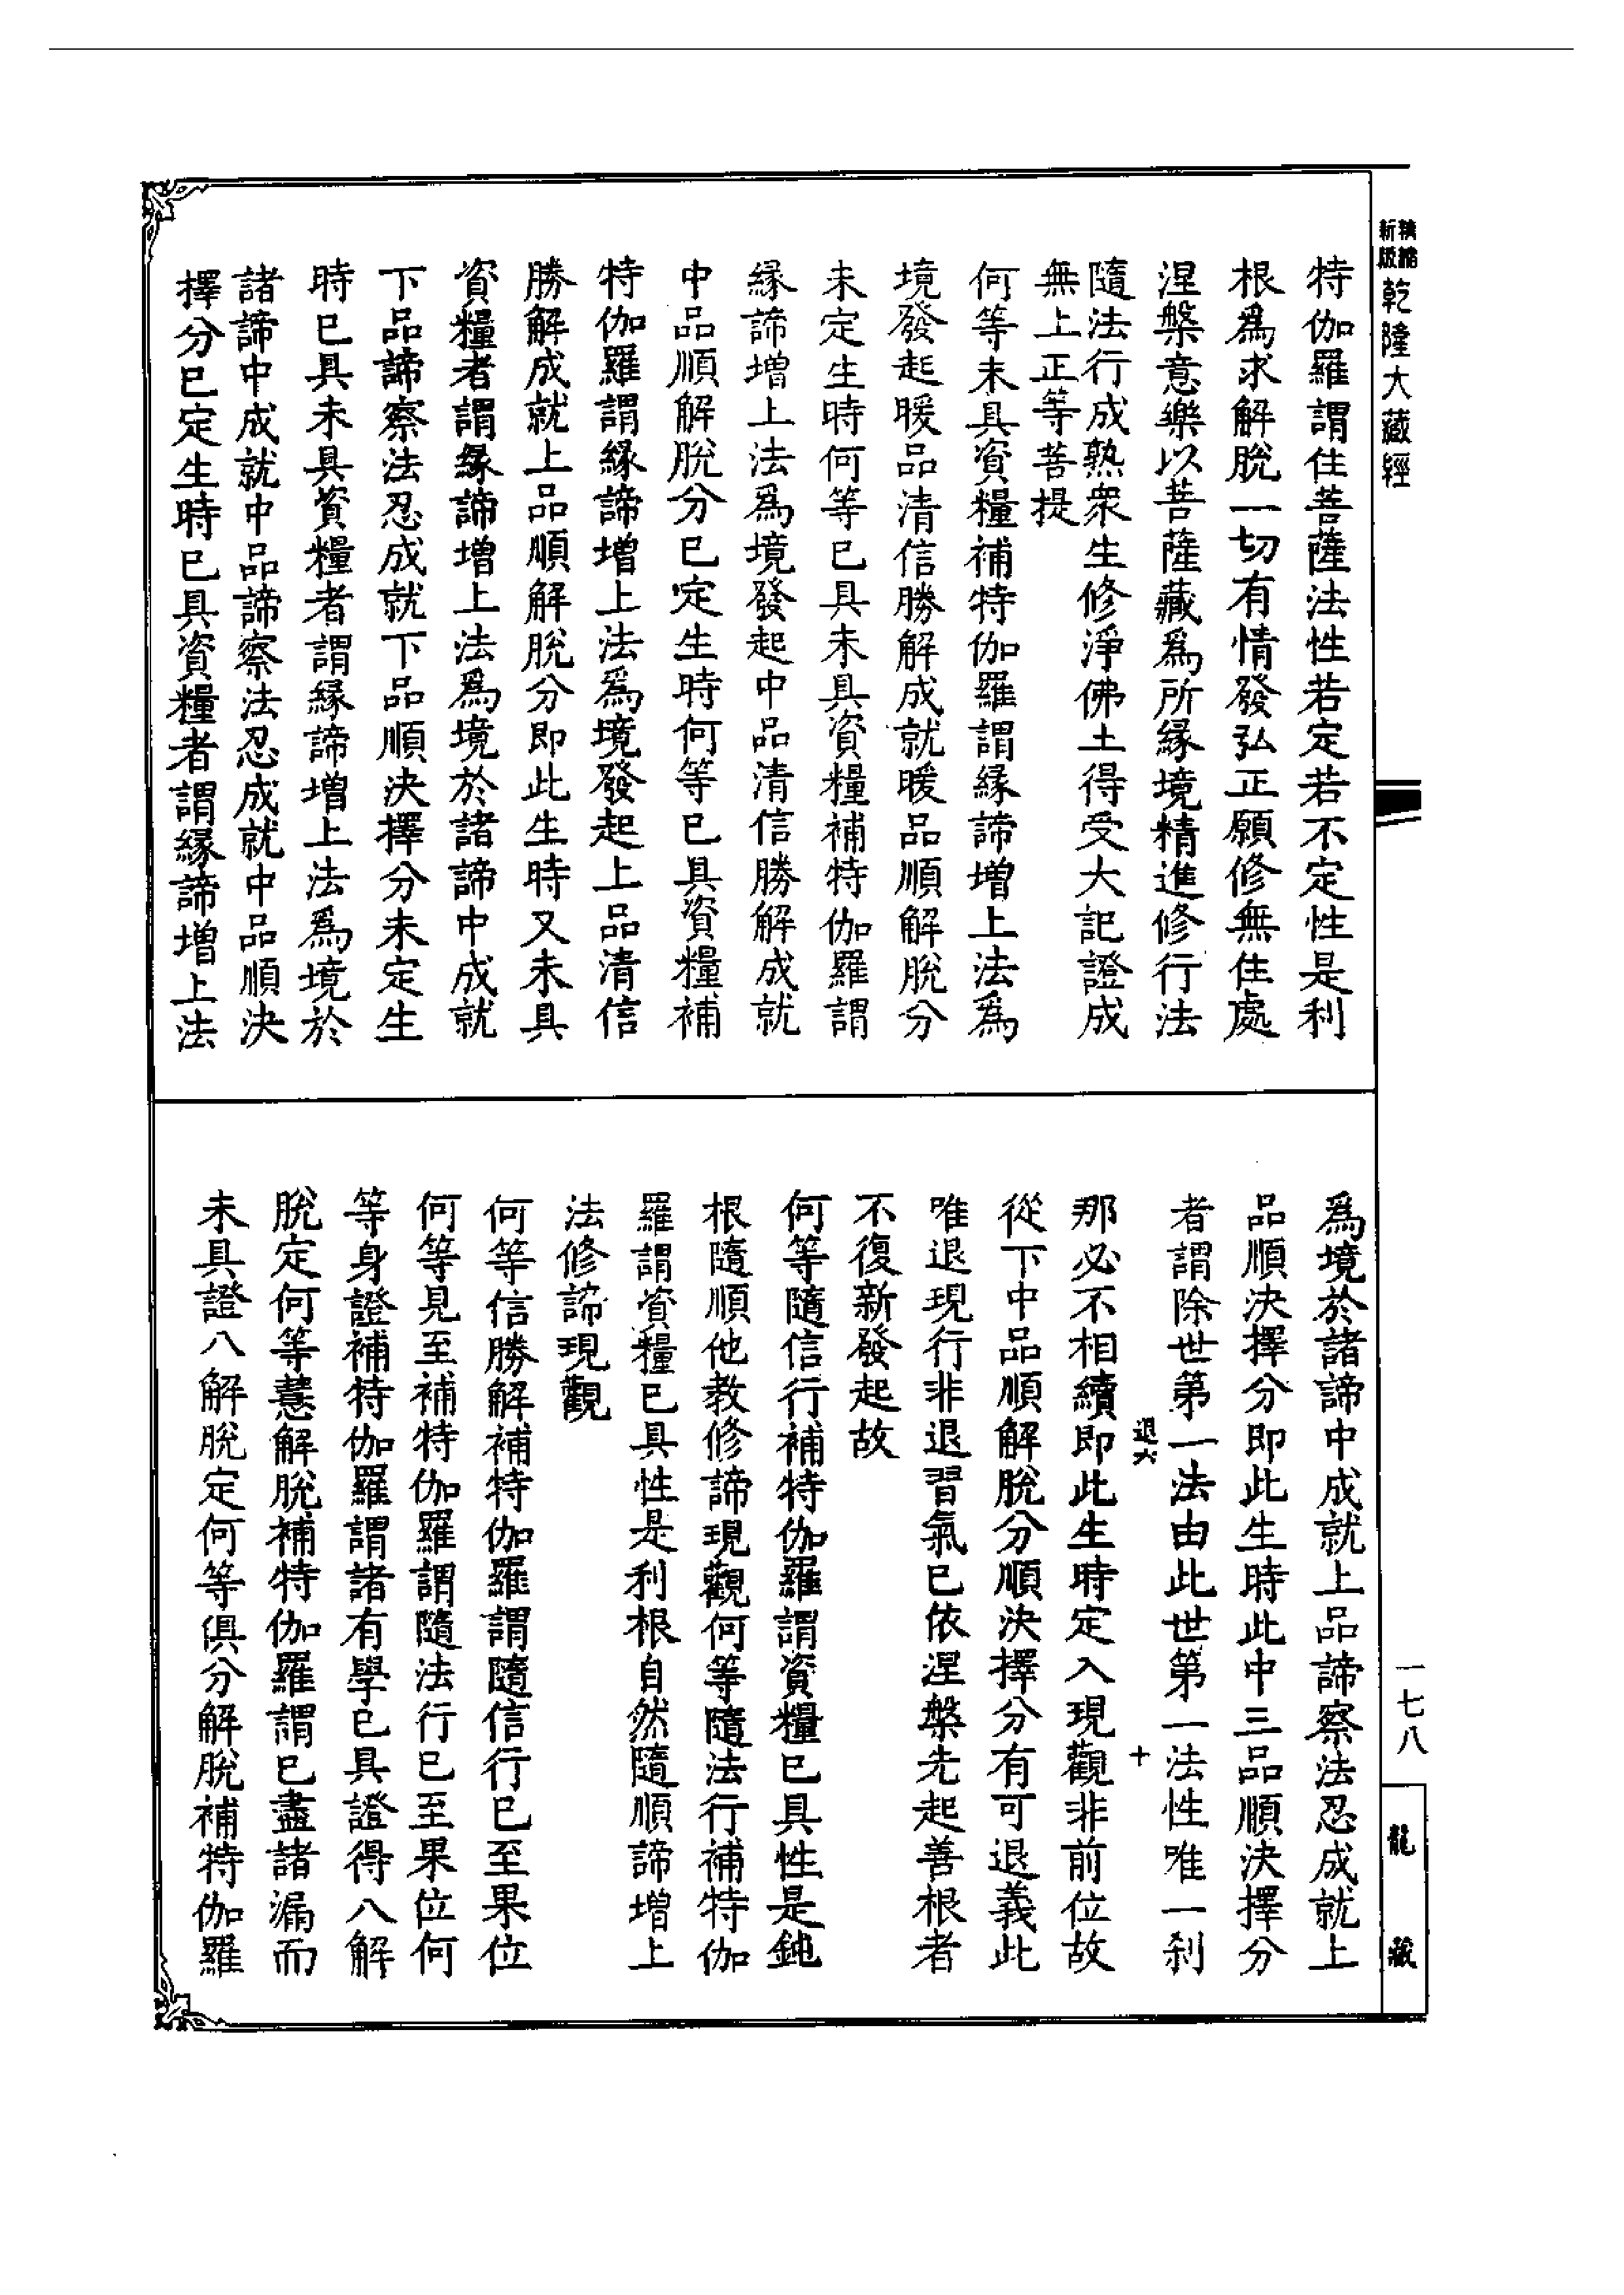 精縮新版乾隆大藏經
特伽羅謂住菩薩法性若定若不定性是利
根爲求解脫一切有情發弘正願修無住處
涅槃意樂以菩薩藏爲所緣境精進修行法
隨法行成熟衆生修淨佛土得受大記證成
無上正等菩提
何等未具資糧補特伽羅謂緣諦增上法爲
境發起暖品清信勝解成就暖品順解脫分
未定生時何等已具未具資糧補特伽羅謂
緣諦增上法爲境發起中品清信勝解成就
中品順解脫分已定生時何等已具資糧補
特伽羅謂緣諦增上法爲境發起上品清信
勝解成就上品順解脫分即此生時又未具
資糧者謂緣諦增上法爲境於諸諦中成就
下品諦察法忍成就下品順決擇分未定生
時已具未具資糧者謂緣諦增上法爲境於
諸諦中成就中品諦察法忍成就中品順決
擇分已定生時已具資糧者謂緣諦增上法
爲境於諸諦中成就上品諦察法忍成就上
品順決擇分即此生時此中三品順決擇分
者謂除世第一法由此世第一法性唯一刹
退六
十
那必不相續即此生時定入現觀非前位故
從下中品順解脫分順決擇分有可退義此
唯退現行非退習氣已依涅槃先起善根者
不復新發起故
何等隨信行補特伽羅謂資糧已具性是鈍
根隨順他教修諦現觀何等隨法行補特伽
羅謂資糧已具性是利根自然隨順諦增上
法修諦現觀
何等信勝解補特伽羅謂隨信行已至果位
何等見至補特伽羅謂隨法行已至果位何
等身證補特伽羅謂諸有學已具證得八解
脫定何等慧解脫補特伽羅謂已盡諸漏而
未具證八解脫定何等俱分解脫補特伽羅
一七八
龍藏